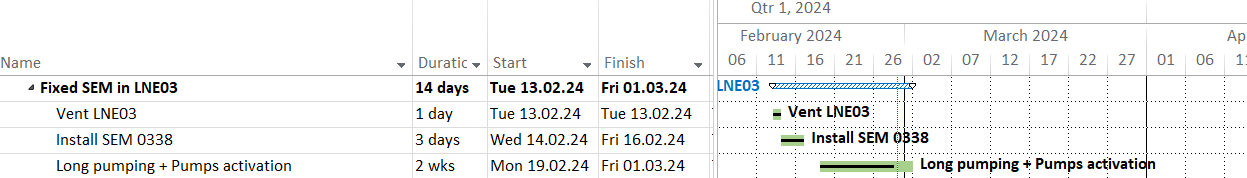 Qtr 1, 2024
February 2024 March 2024 Ap
Name Duratic Start Finish 06 11 16 21 26 02 07 12 17 22 27 01 06 11
Fixed SEM in LNE03 14 days Tue 13.02.24 Fri 01.03.24 LNE03
Vent LNE03 1 day Tue 13.02.24 Tue 13.02.24 Vent LNE03
Install SEM 0338 3 days Wed 14.02.24 Fri 16.02.24 Install SEM 0338
Long pumping + Pumps activation 2 wks Mon 19.02.24 Fri 01.03.24 Long pumping + Pumps activation